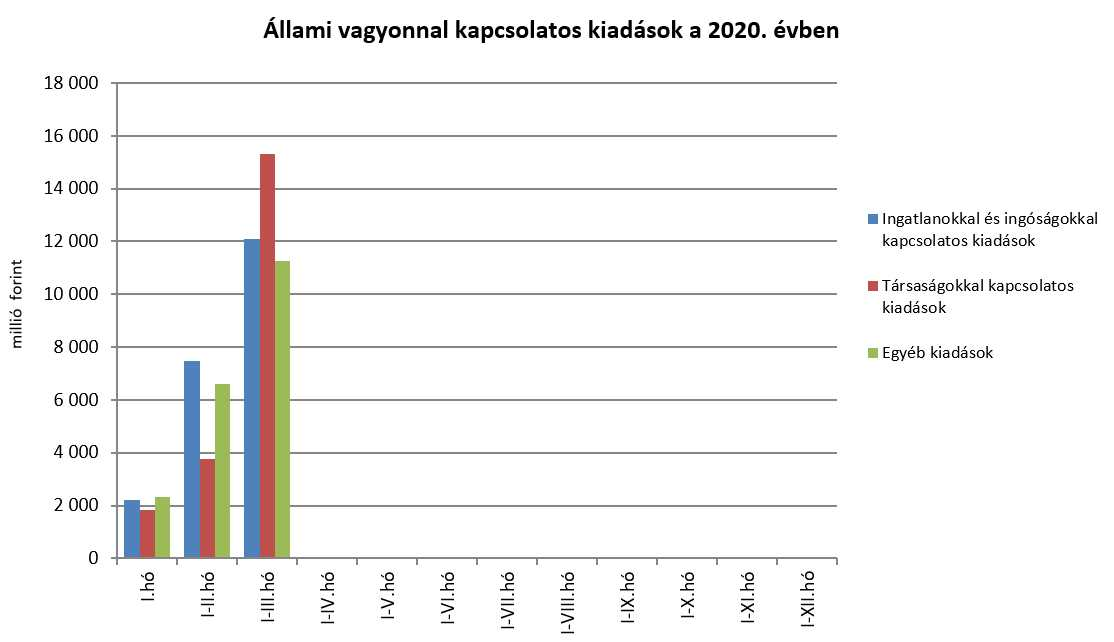 Állami vagyonnal kapcsolatos kiadások a 2020. évben
18 000
16 000
14 000
12 000
10 000
8 000
6 000
4 000
2 000
0
millió forint
I.hó
I-II.hó
I-III.hó
I-IV.hó
I-V.hó
I-VI.hó
I-VII.hó
I-VIII.hó
I-IX.hó
I-X.hó
I-XI.hó
I-XII.hó
Ingatlanokkal és ingóságokkal
kapcsolatos kiadások
Társaságokkal kapcsolatos
kiadások
Egyéb kiadások